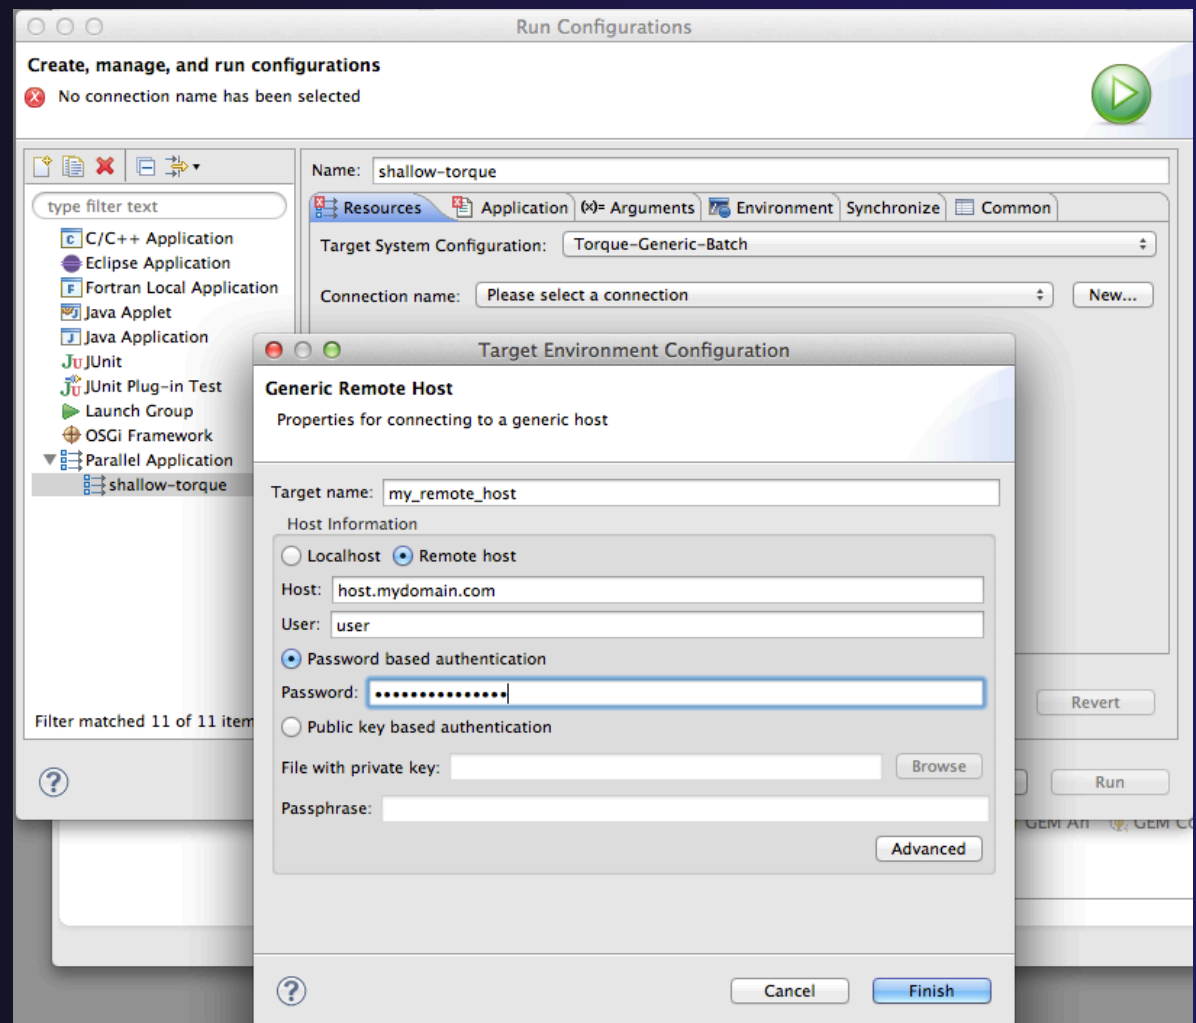 Run Configurations
Create, manage, and run configurations
No connection name has been selected
Name: shallow-torque
type filter text
Resources Application (x)= Arguments Environment Synchronize Common
C/C++ Application
Target System Configuration: Torque-Generic-Batch
Eclipse Application
Fortran Local Application
Connection name: Please select a connection New...
Java Applet
Java Application
JUnit
JUnit Plug-in Test
Launch Group
OSGi Framework
Parallel Application
shallow-torque
Filter matched 11 of 11 item
Revert
Run
Target Environment Configuration
Generic Remote Host
Properties for connecting to a generic host
Target name: my_remote_host
Host Information
Localhost Remote host
Host: host.mydomain.com
User: user
Password based authentication
Password: •••••••••••••••
Public key based authentication
File with private key: Browse
Passphrase:
Advanced
Cancel Finish